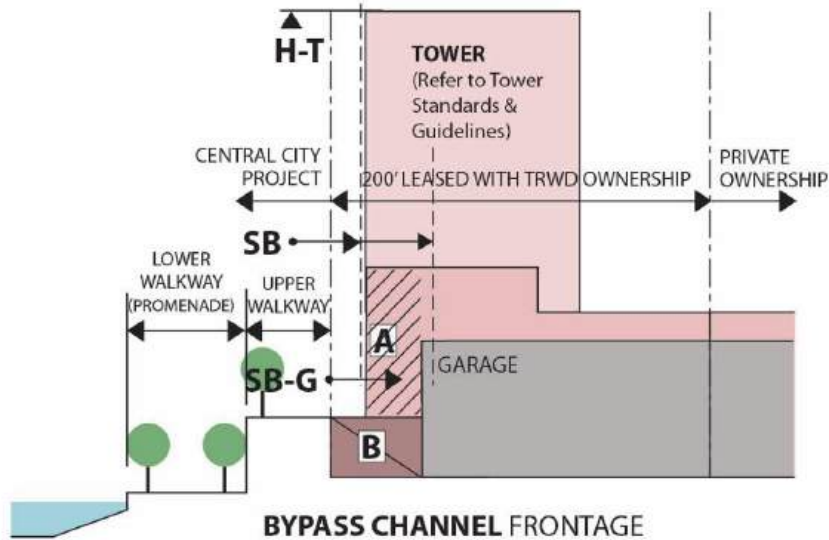 H-T
TOWER
(Refer to Tower
Standards &
Guidelines)
CENTRAL CITY
PROJECT
200' LEASED WITH TRWD OWNERSHIP
PRIVATE
OWNERSHIP
SB
LOWER
WALKWAY
(PROMENADE)
UPPER
WALKWAY
A
SB-G
GARAGE
B
BYPASS CHANNEL FRONTAGE